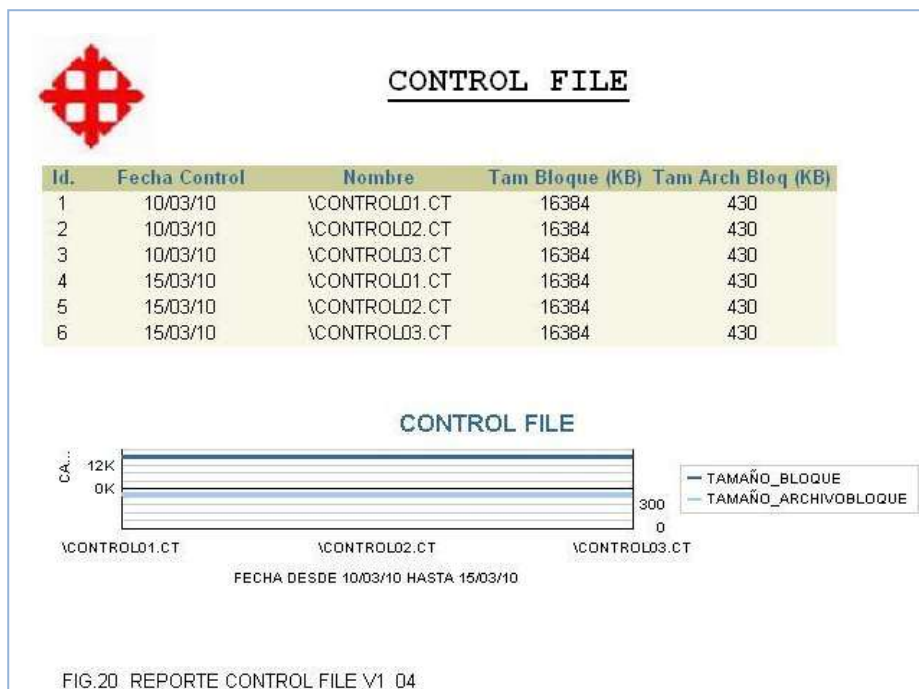 CONTROL FILE
Id. Fecha Control Nombre Tam Bloque (KB) Tam Arch Bloq (KB)
1 10/03/10 \CONTROL01.CT 16384 430
2 10/03/10 \CONTROL02.CT 16384 430
3 10/03/10 \CONTROL03.CT 16384 430
4 15/03/10 \CONTROL01.CT 16384 430
5 15/03/10 \CONTROL02.CT 16384 430
6 15/03/10 \CONTROL03.CT 16384 430
CONTROL FILE
CA...
12K
0K
300
0
TAMAÑO_BLOQUE
TAMAÑO_ARCHIVOBLOQUE
\CONTROL01.CT \CONTROL02.CT \CONTROL03.CT
FECHA DESDE 10/03/10 HASTA 15/03/10
FIG.20 REPORTE CONTROL FILE V1 04